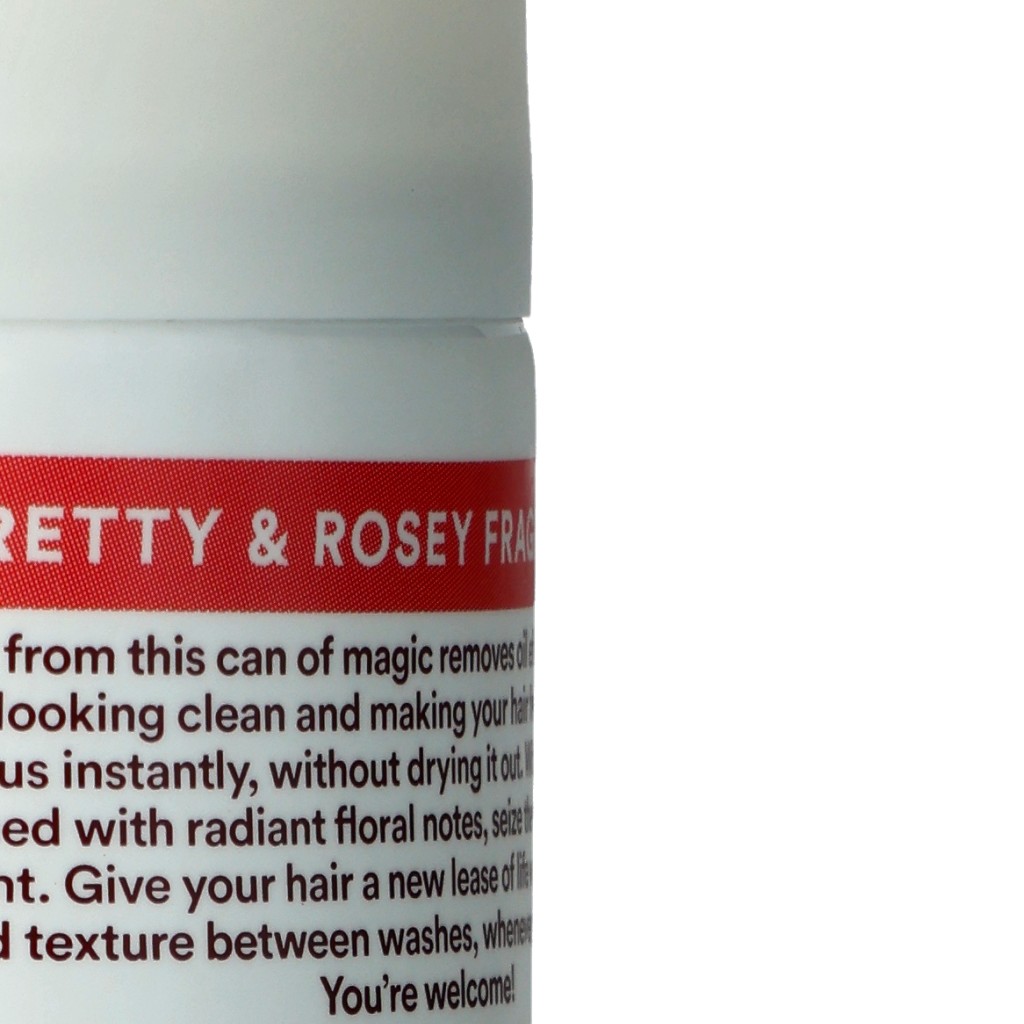 RETTY & ROSEY FRAG
from this can of magic removes oil
looking clean and making your hair
us instantly, without drying it out.
ed with radiant floral notes, seize
nt. Give your hair a new lease of life
d texture between washes, whenever
You're welcome!